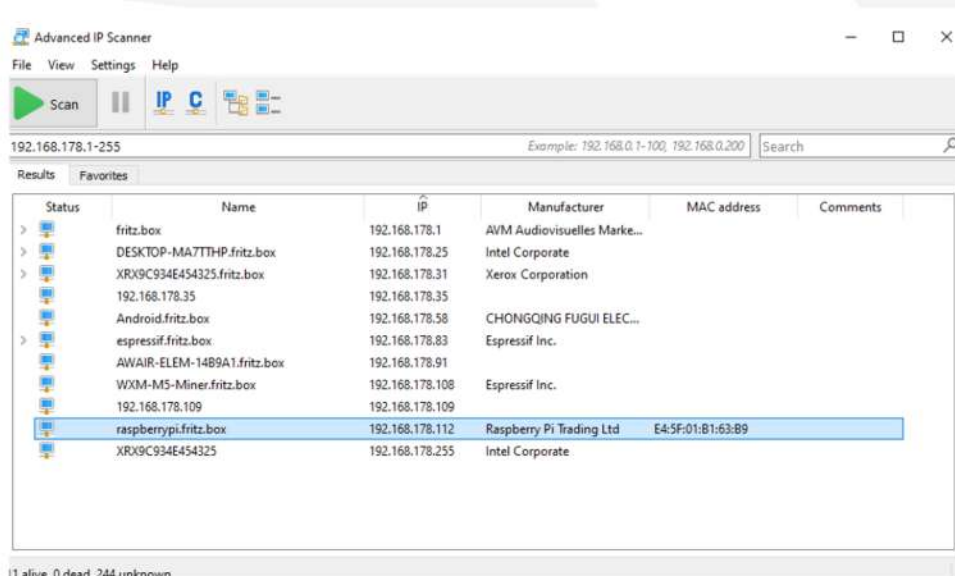 Advanced IP Scanner
File View Settings Help
Scan IP C
192.168.178.1-255 Example: 192.168.0.1-100, 192.168.0.200 Search
Results Favorites
Status Name IP Manufacturer MAC address Comments
fritz.box 192.168.178.1 AVM Audiovisuelles Marke...
DESKTOP-MA7TTHP.fritz.box 192.168.178.25 Intel Corporate
XRX9C934E454325.fritz.box 192.168.178.31 Xerox Corporation
192.168.178.35 192.168.178.35
Android.fritz.box 192.168.178.58 CHONGQING FUGUI ELEC...
espressif.fritz.box 192.168.178.83 Espressif Inc.
AWAIR-ELEM-14B9A1.fritz.box 192.168.178.91
WXM-M5-Miner.fritz.box 192.168.178.108 Espressif Inc.
192.168.178.109 192.168.178.109
raspberrypi.fritz.box 192.168.178.112 Raspberry Pi Trading Ltd E4:5F:01:B1:63:B9
XRX9C934E454325 192.168.178.255 Intel Corporate
11 alive, 0 dead, 244 unknown